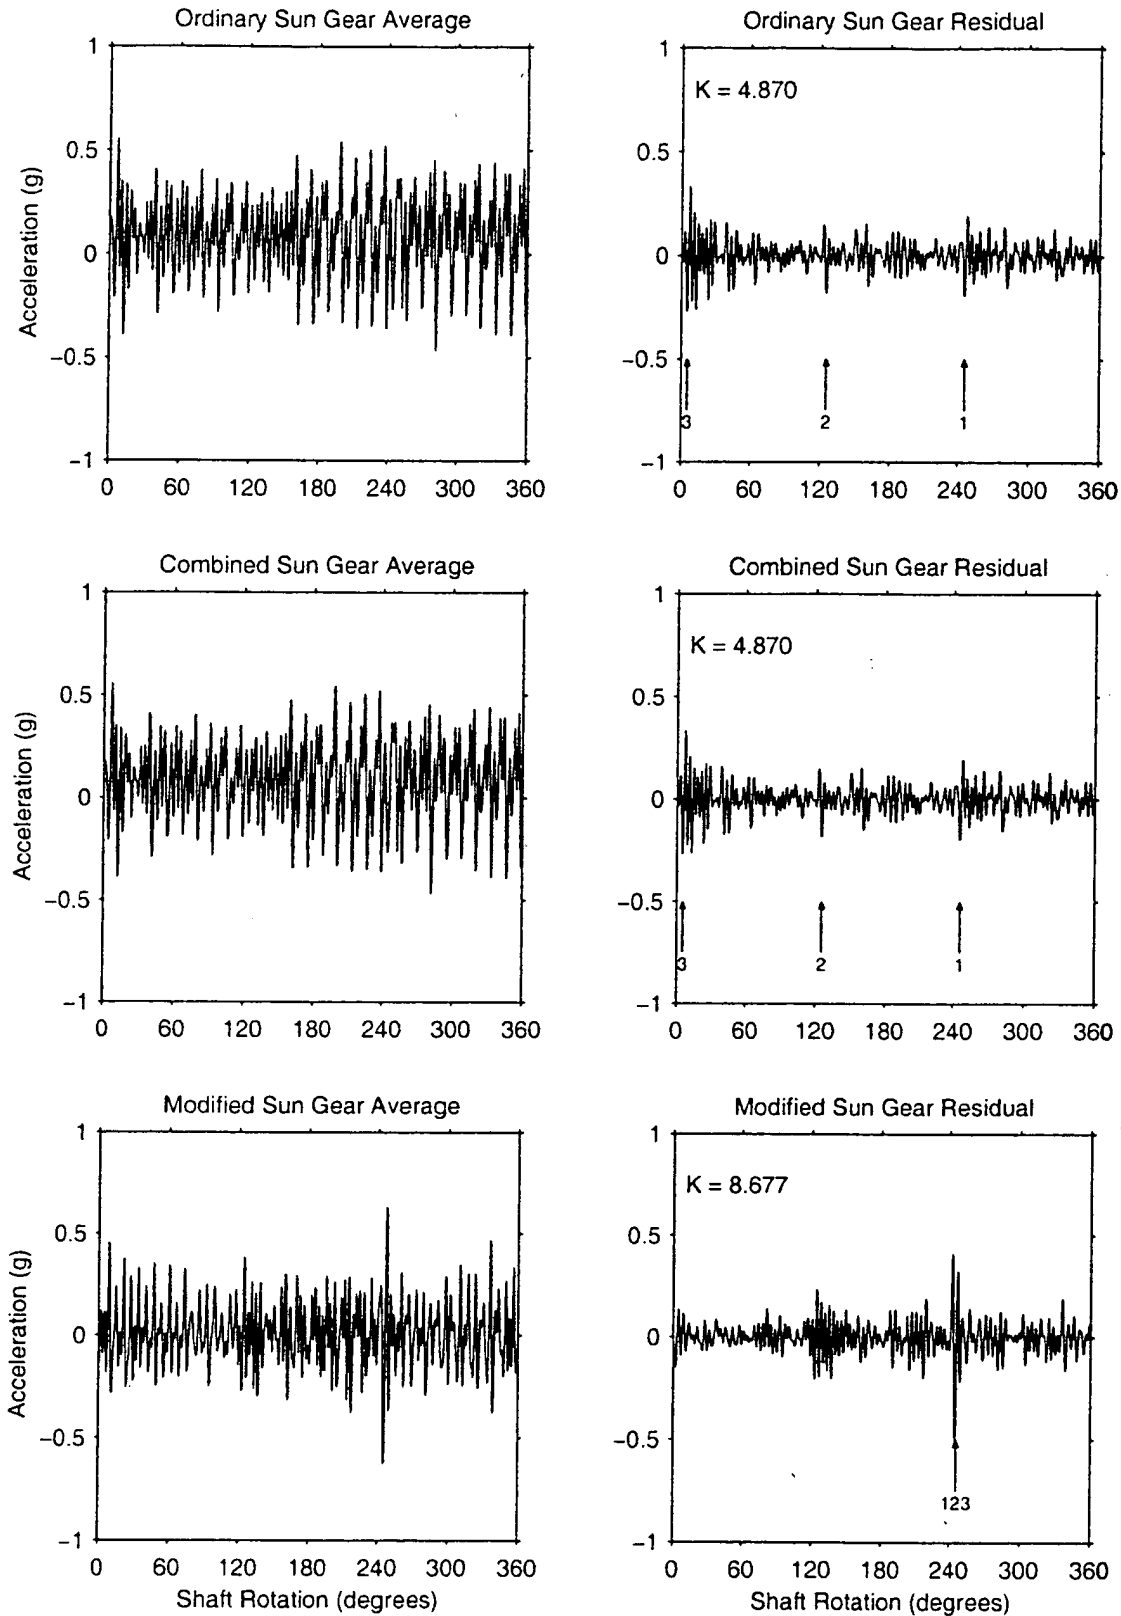 Ordinary Sun Gear Average
1
0.5
0
−0.5
−1
Acceleration (g)
0 60 120 180 240 300 360
Ordinary Sun Gear Residual
1
K = 4.870
0.5
0
−0.5
−1
3 2 1
0 60 120 180 240 300 360
Combined Sun Gear Average
1
0.5
0
−0.5
−1
Acceleration (g)
0 60 120 180 240 300 360
Combined Sun Gear Residual
1
K = 4.870
0.5
0
−0.5
−1
3 2 1
0 60 120 180 240 300 360
Modified Sun Gear Average
1
0.5
0
−0.5
−1
Acceleration (g)
0 60 120 180 240 300 360
Shaft Rotation (degrees)
Modified Sun Gear Residual
1
K = 8.677
0.5
0
−0.5
−1
123
0 60 120 180 240 300 360
Shaft Rotation (degrees)